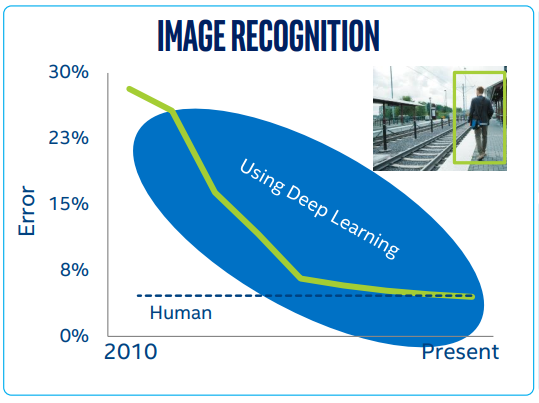 IMAGE RECOGNITION
30%
23%
15%
8%
0%
Error
Using Deep Learning
Human
2010
Present